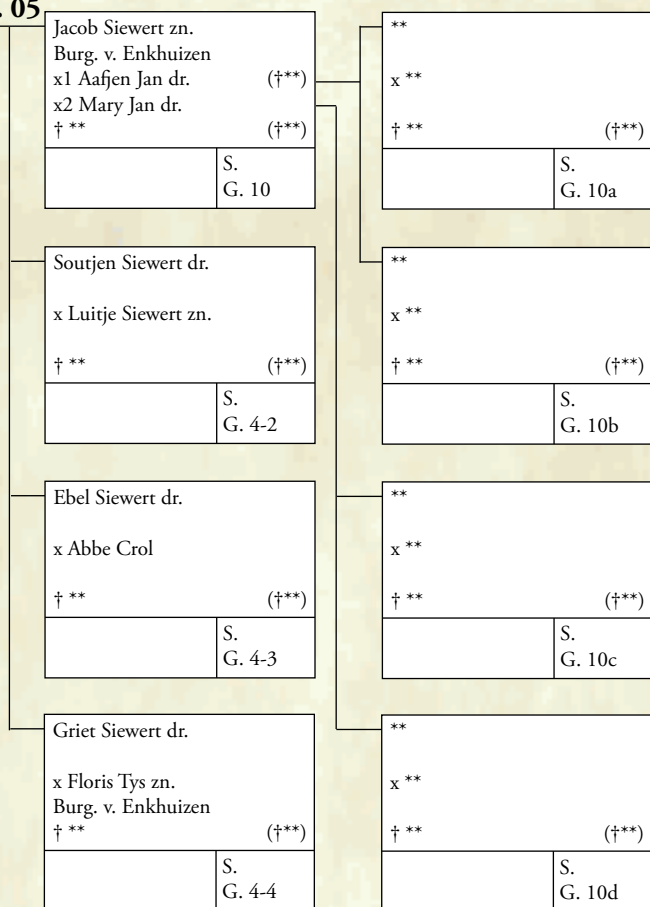 . 05
Jacob Siewert zn.
Burg. v. Enkhuizen
x1 Aafjen Jan dr. (†**)
x2 Mary Jan dr.
† ** (†**)
S.
G. 10
Soutjen Siewert dr.
x Luitje Siewert zn.
† ** (†**)
S.
G. 4-2
Ebel Siewert dr.
x Abbe Crol
† ** (†**)
S.
G. 4-3
Griet Siewert dr.
x Floris Tys zn.
Burg. v. Enkhuizen
† ** (†**)
S.
G. 4-4
**
x **
† ** (†**)
S.
G. 10a
**
x **
† ** (†**)
S.
G. 10b
**
x **
† ** (†**)
S.
G. 10c
**
x **
† ** (†**)
S.
G. 10d